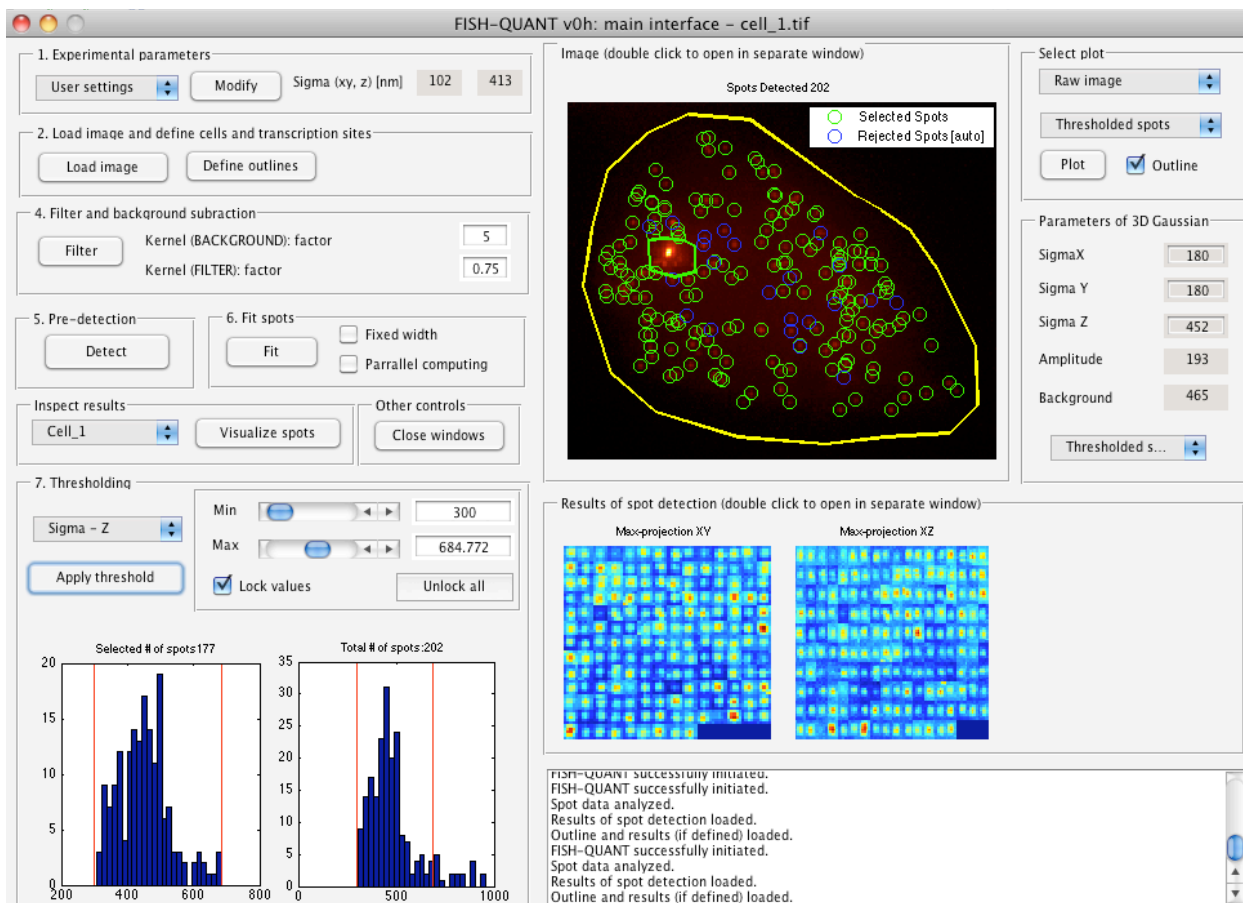 FISH-QUANT v0h: main interface - cell_1.tif
1. Experimental parameters
User settings
Modify
Sigma (xy, z) [nm]
102
413
2. Load image and define cells and transcription sites
Load image
Define outlines
4. Filter and background subtraction
Filter
Kernel (BACKGROUND): factor
5
Kernel (FILTER): factor
0.75
5. Pre-detection
Detect
6. Fit spots
Fit
Fixed width
Parrallel computing
Inspect results
Cell_1
Visualize spots
Other controls
Close windows
7. Thresholding
Sigma - Z
Apply threshold
Min
300
Max
684.772
Lock values
Unlock all
Selected # of spots177
20
15
10
5
0
200
400
600
800
Total # of spots:202
35
30
25
20
15
10
5
0
0
500
1000
Image (double click to open in separate window)
Spots Detected 202
Selected Spots
Rejected Spots [auto]
Select plot
Raw image
Thresholded spots
Plot
Outline
Parameters of 3D Gaussian
SigmaX
180
Sigma Y
180
Sigma Z
452
Amplitude
193
Background
465
Thresholded s...
Results of spot detection (double click to open in separate window)
Max-projection XY
Max-projection XZ
FISH-QUANT successfully initiated.
FISH-QUANT successfully initiated.
Spot data analyzed.
Results of spot detection loaded.
Outline and results (if defined) loaded.
FISH-QUANT successfully initiated.
Spot data analyzed.
Results of spot detection loaded.
Outline and results (if defined) loaded.